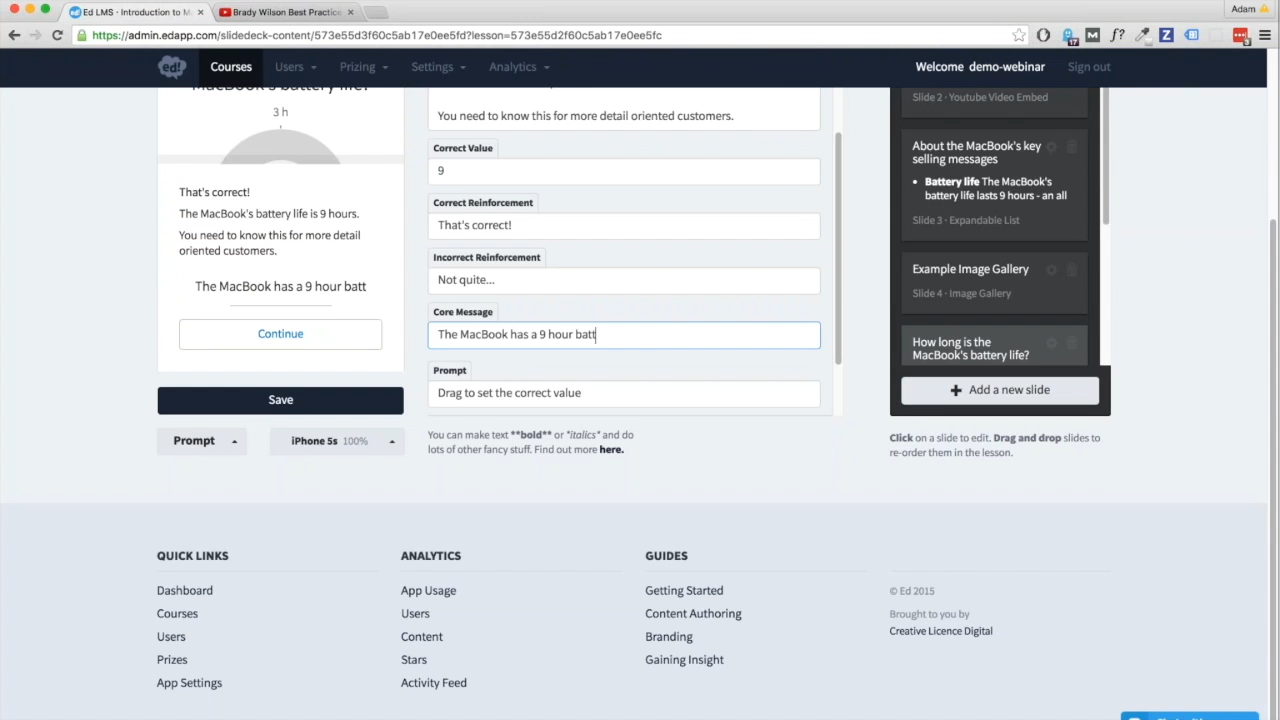 Ed LMS - Introduction to M
Brady Wilson Best Practice
Adam
https://admin.edapp.com/slidedeck-content/573e55d3f60c5ab17e0cefd?lesson=573e55d2f60c5ab17e0cefc
ed!
Courses
Users
Prizing
Settings
Analytics
Welcome demo-webinar
Sign out
MacBook's battery life?
3 h
That's correct!
The MacBook's battery life is 9 hours.
You need to know this for more detail
oriented customers.
The MacBook has a 9 hour batt
Continue
Save
Prompt
iPhone 5s 100%
You need to know this for more detail oriented customers.
Correct Value
9
Correct Reinforcement
That's correct!
Incorrect Reinforcement
Not quite...
Core Message
The MacBook has a 9 hour batt
Prompt
Drag to set the correct value
You can make text **bold** or *italics* and do
lots of other fancy stuff. Find out more here.
Slide 2 · Youtube Video Embed
About the MacBook's key
selling messages
• Battery life The MacBook's
battery life lasts 9 hours - an all
Slide 3 · Expandable List
Example Image Gallery
Slide 4 · Image Gallery
How long is the
MacBook's battery life?
+ Add a new slide
Click on a slide to edit. Drag and drop slides to
re-order them in the lesson.
QUICK LINKS
Dashboard
Courses
Users
Prizes
App Settings
ANALYTICS
App Usage
Users
Content
Stars
Activity Feed
GUIDES
Getting Started
Content Authoring
Branding
Gaining Insight
© Ed 2015
Brought to you by
Creative Licence Digital